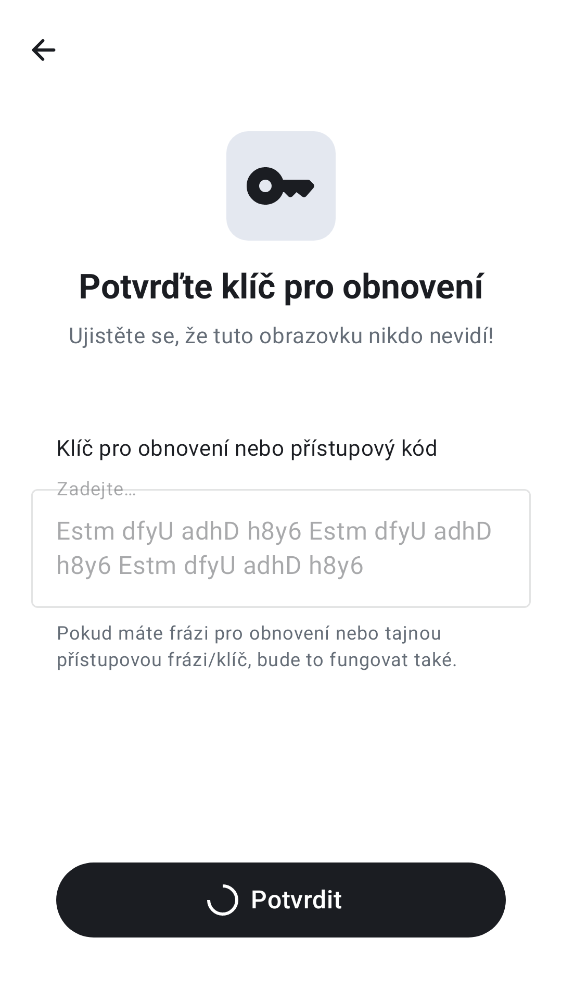 Potvrďte klíč pro obnovení
Ujistěte se, že tuto obrazovku nikdo nevidí!
Klíč pro obnovení nebo přístupový kód
Zadejte…
Estm dfyU adhD h8y6 Estm dfyU adhD
h8y6 Estm dfyU adhD h8y6
Pokud máte frázi pro obnovení nebo tajnou
přístupovou frázi/klíč, bude to fungovat také.
Potvrdit